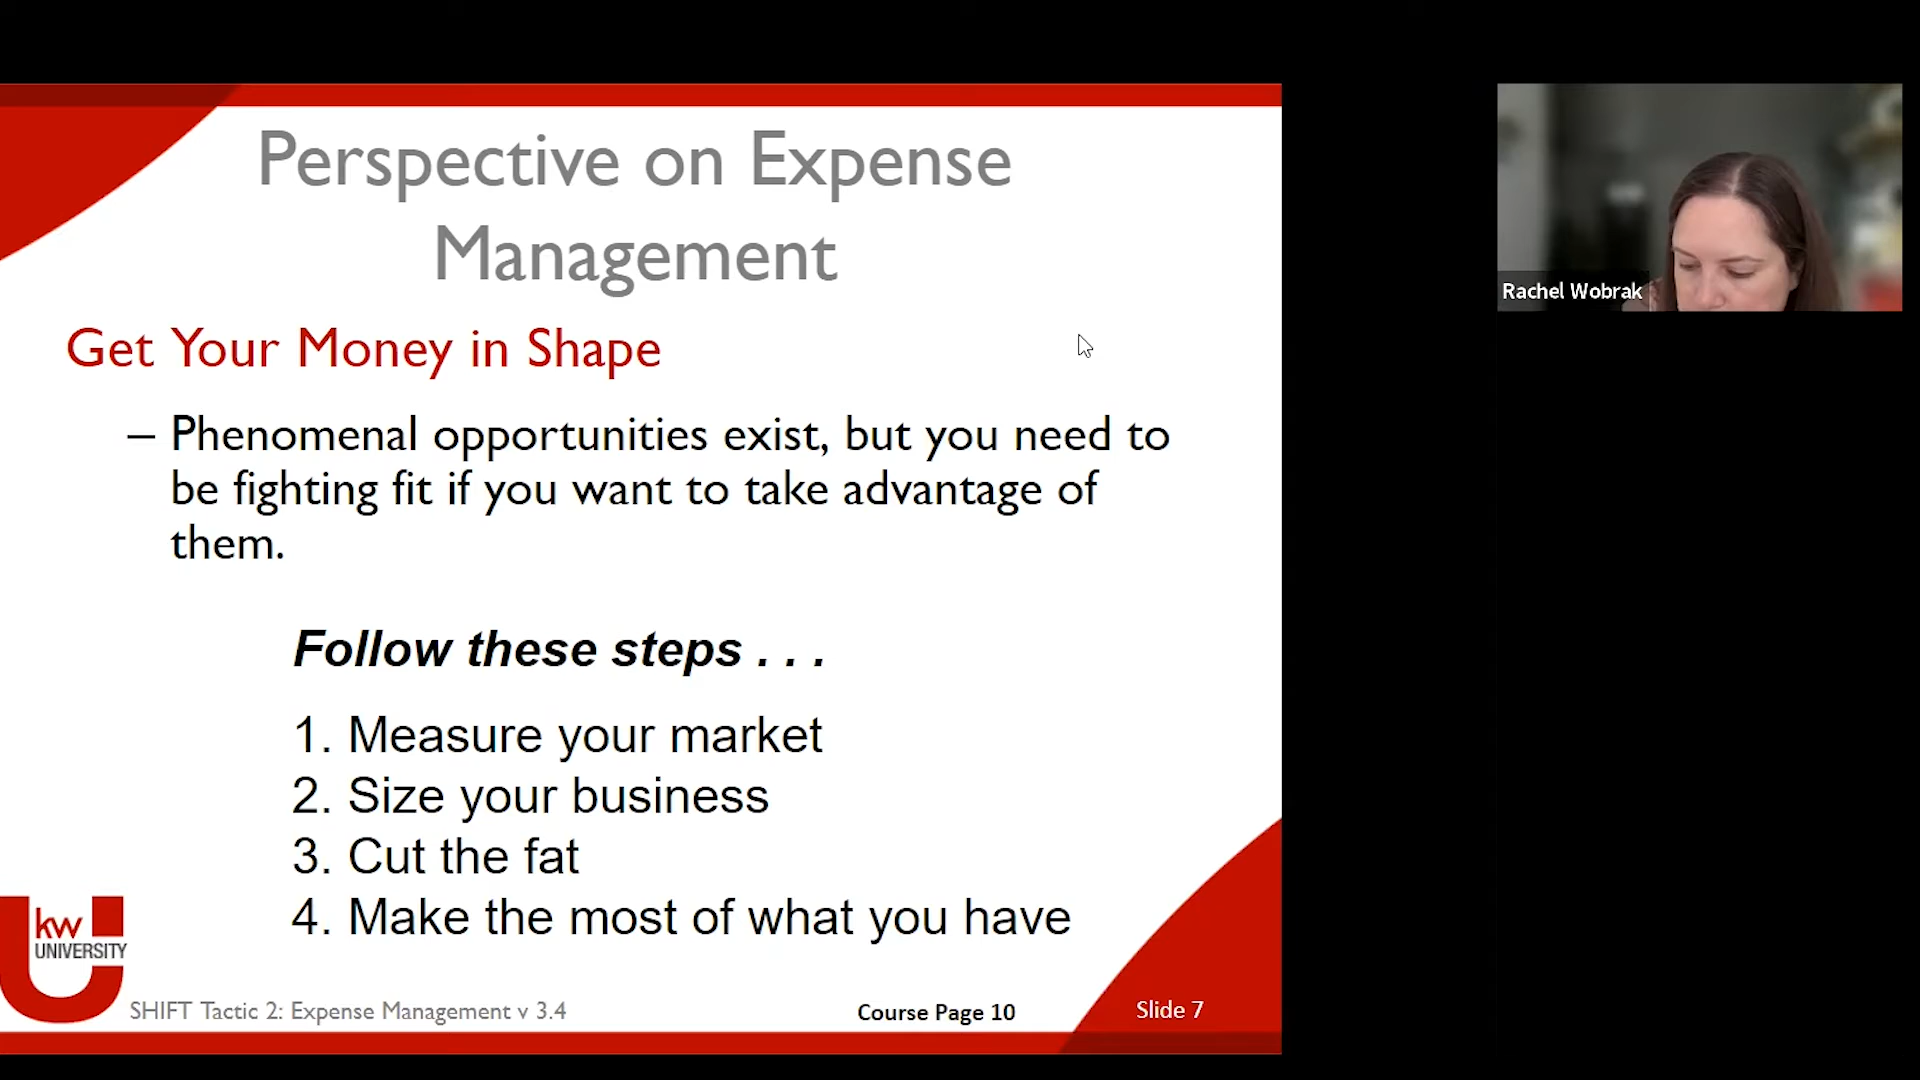 Perspective on Expense
Management
Get Your Money in Shape
– Phenomenal opportunities exist, but you need to
be fighting fit if you want to take advantage of
them.
Follow these steps . . .
1. Measure your market
2. Size your business
3. Cut the fat
4. Make the most of what you have
kw
UNIVERSITY
SHIFT Tactic 2: Expense Management v 3.4
Course Page 10
Slide 7
Rachel Wobrak